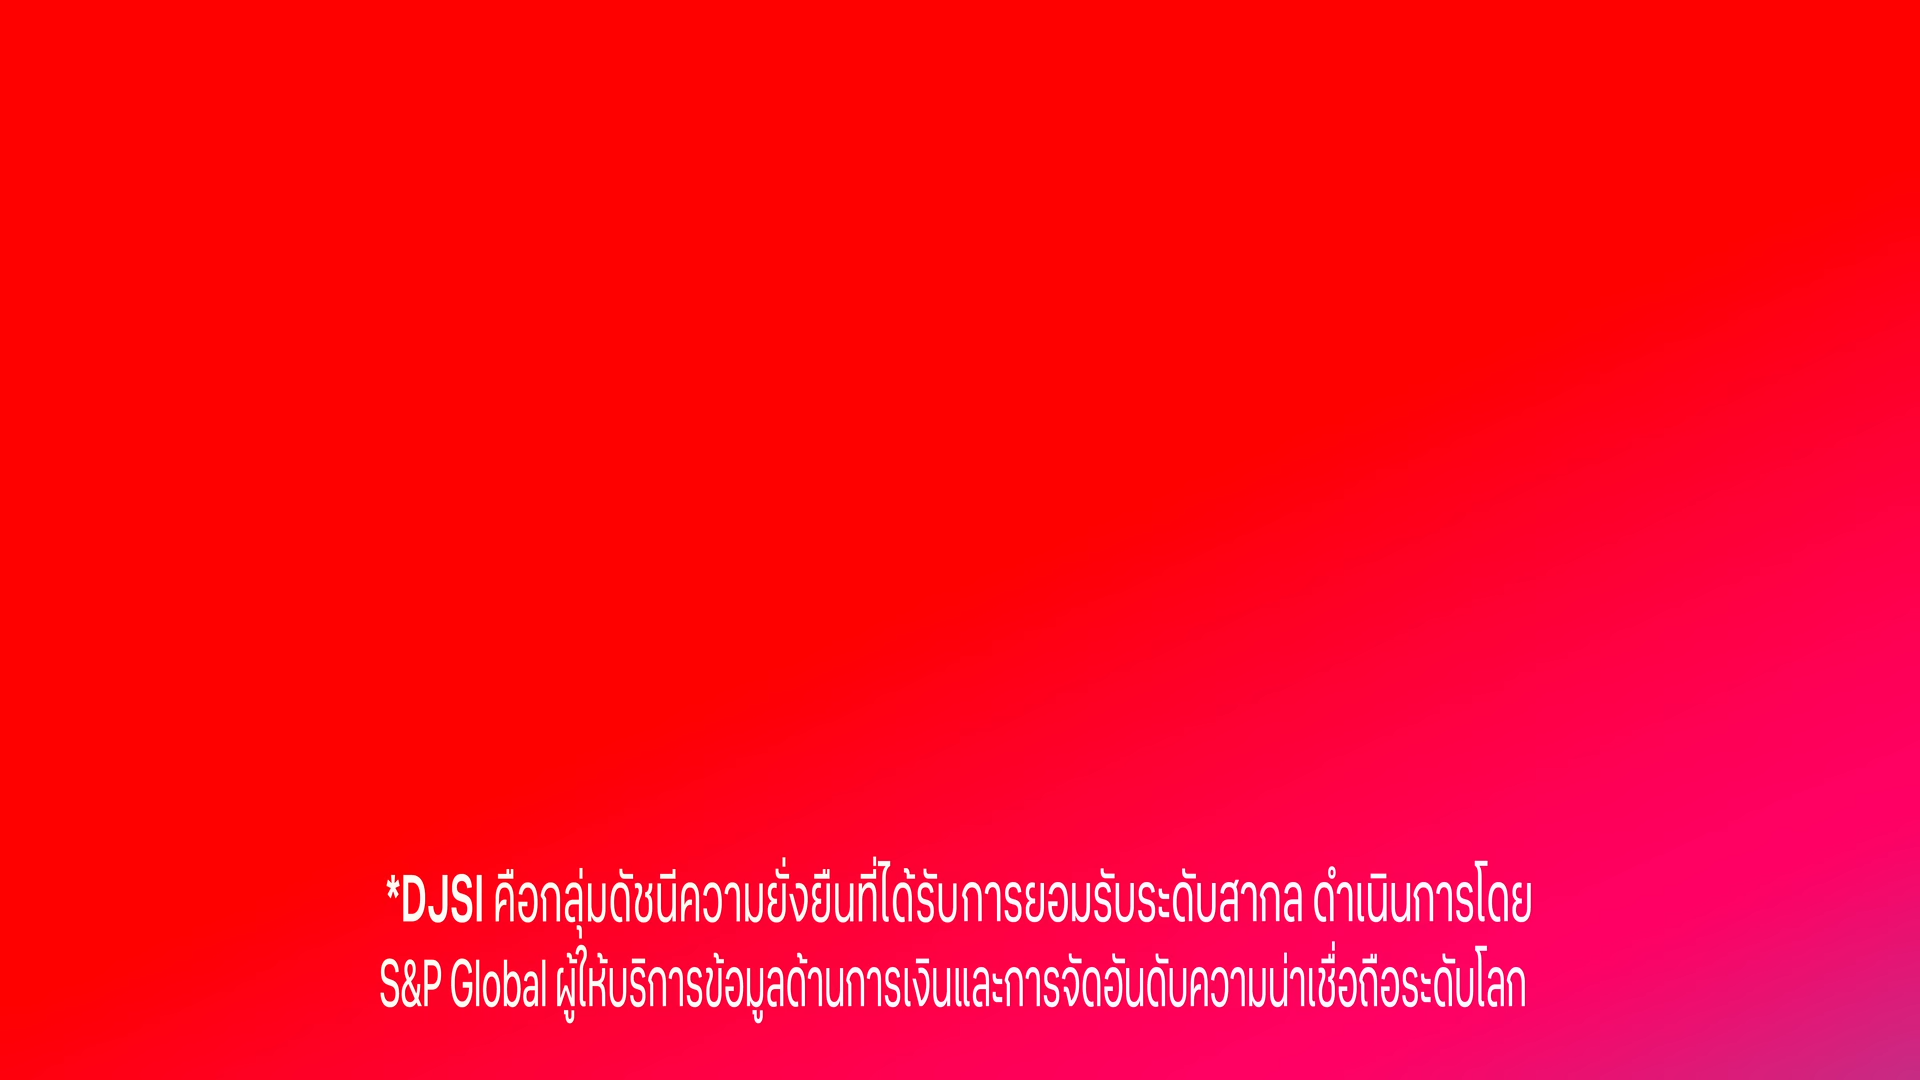 *DJSI คือกลุ่มดัชนีความยั่งยืนที่ได้รับการยอมรับระดับสากล ดำเนินการโดย
S&P Global ผู้ให้บริการข้อมูลด้านการเงินและการจัดอันดับความน่าเชื่อถือระดับโลก